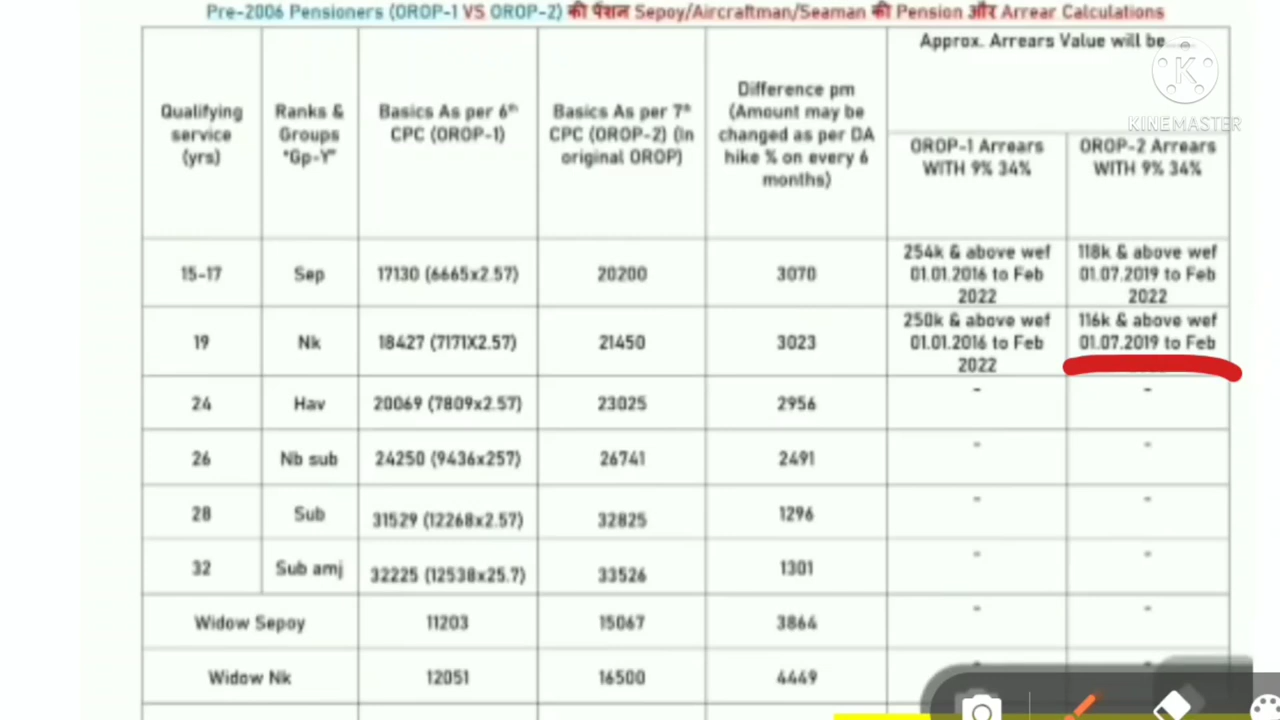 Pre-2006 Pensioners (OROP-1 VS OROP-2) की पेंशन Sepoy/Aircraftman/Seaman की Pension और Arrear Calculations
Approx. Arrears Value will be
KINEMASTER
K
Qualifying service (yrs)
Ranks & Groups "Gp-Y"
Basics As per 6th CPC (OROP-1)
Basics As per 7th CPC (OROP-2) (In original OROP)
Difference pm (Amount may be changed as per DA hike % on every 6 months)
OROP-1 Arrears WITH 9% 34%
OROP-2 Arrears WITH 9% 34%
15-17 Sep 17130 (6665x2.57) 20200 3070 254k & above wef 01.01.2016 to Feb 2022 118k & above wef 01.07.2019 to Feb 2022
19 Nk 18427 (7171X2.57) 21450 3023 250k & above wef 01.01.2016 to Feb 2022 116k & above wef 01.07.2019 to Feb
24 Hav 20069 (7809x2.57) 23025 2956 - -
26 Nb sub 24250 (9436x257) 26741 2491 - -
28 Sub 31529 (12268x2.57) 32825 1296 - -
32 Sub amj 32225 (12538x25.7) 33526 1301 - -
Widow Sepoy 11203 15067 3864 - -
Widow Nk 12051 16500 4449 - -